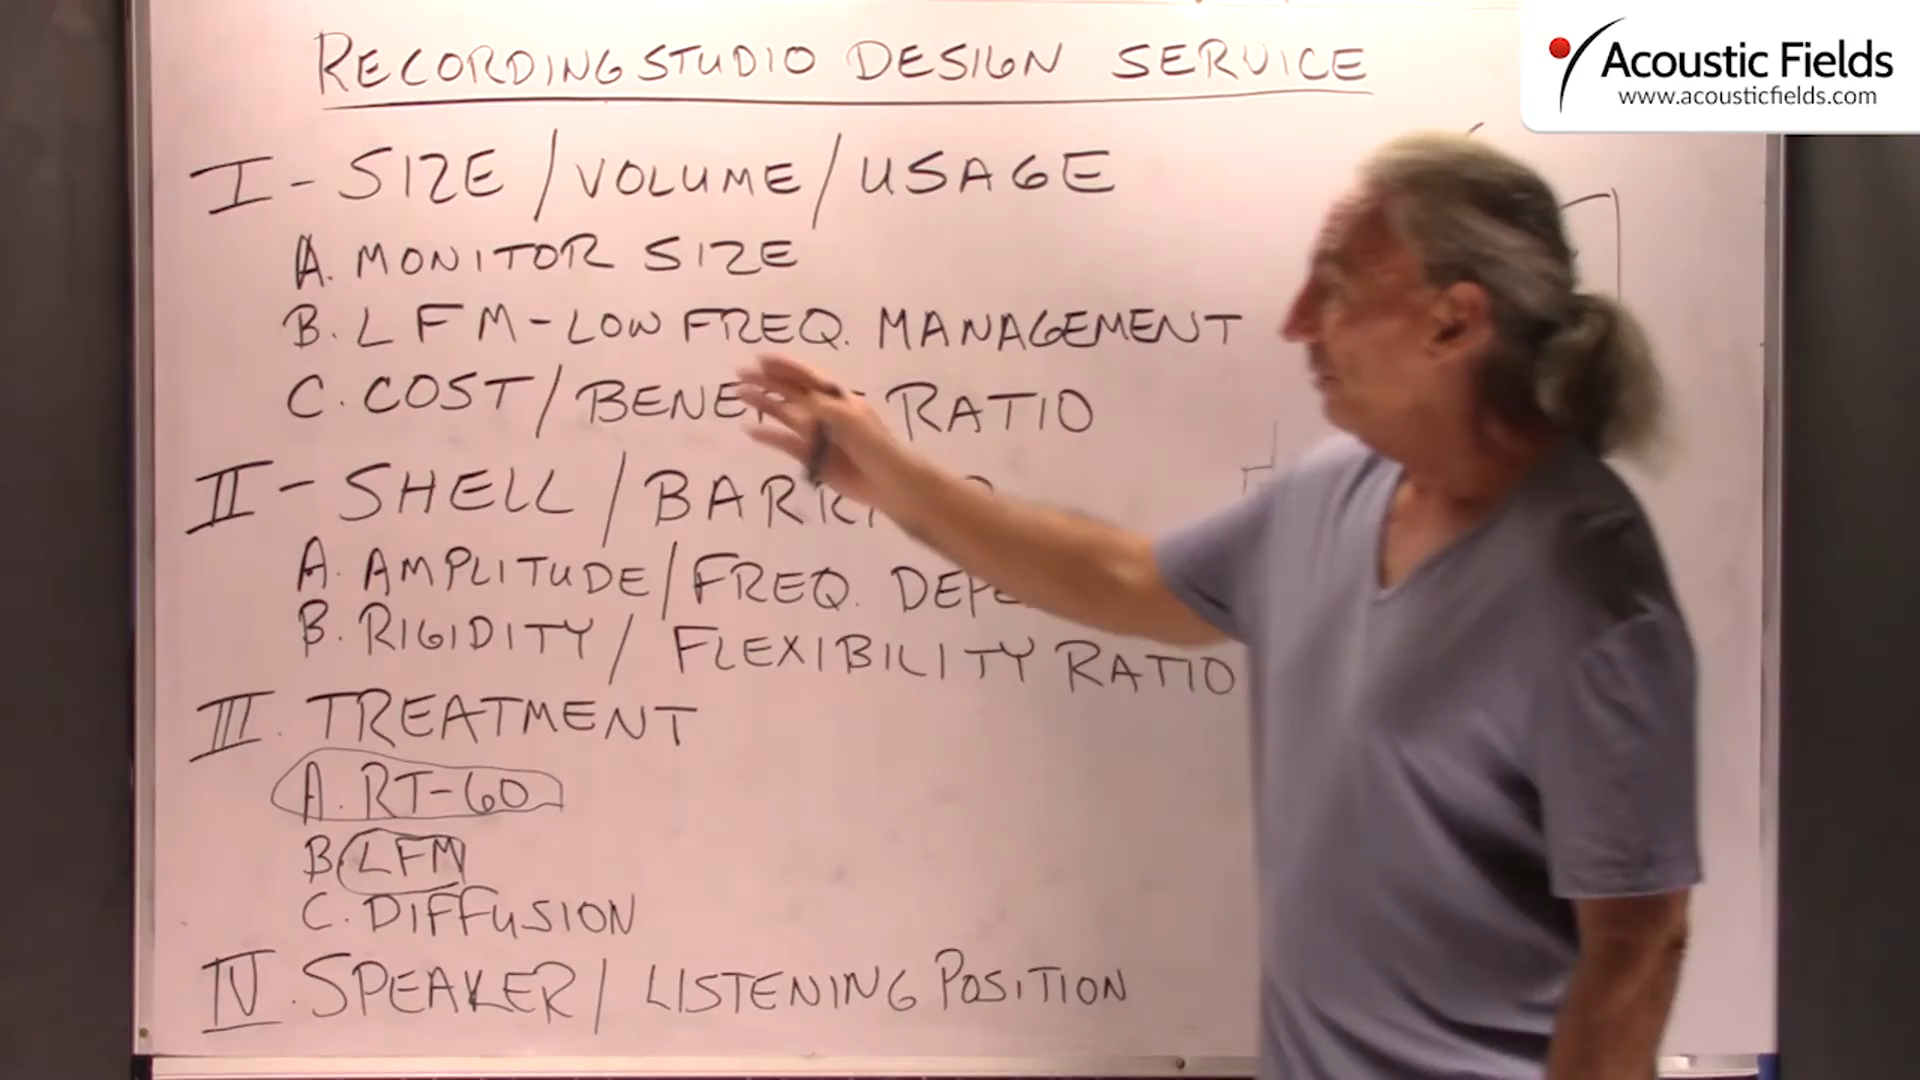 RECORDING STUDIO DESIGN SERVICE
Acoustic Fields
www.acousticfields.com
I - SIZE / VOLUME / USAGE
A. MONITOR SIZE
B. LFM - LOW FREQ. MANAGEMENT
C. COST / RATIO
II - SHELL /
A. AMPLITUDE / FREQ.
B. RIGIDITY / FLEXIBILITY RATIO
III. TREATMENT
A. RT-60
B. LFM
C. DIFFUSION
IV. SPEAKER / LISTENING POSITION